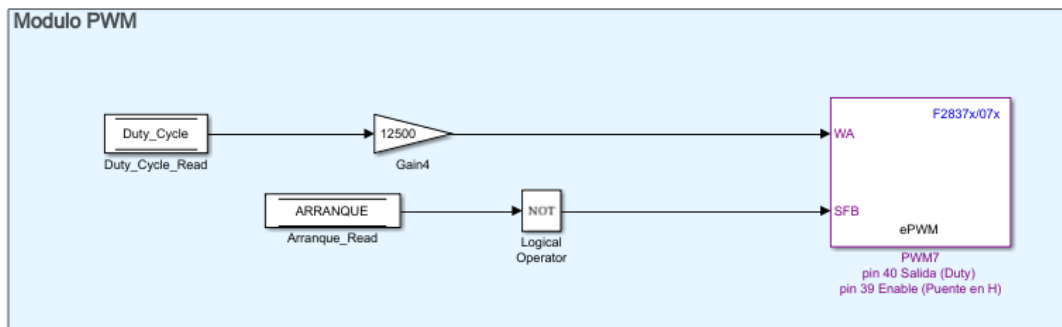 Modulo PWM
Duty_Cycle
Duty_Cycle_Read
12500
Gain4
F2837x/07x
WA
SFB
ePWM
PWM7
pin 40 Salida (Duty)
pin 39 Enable (Puente en H)
ARRANQUE
Arranque_Read
NOT
Logical
Operator